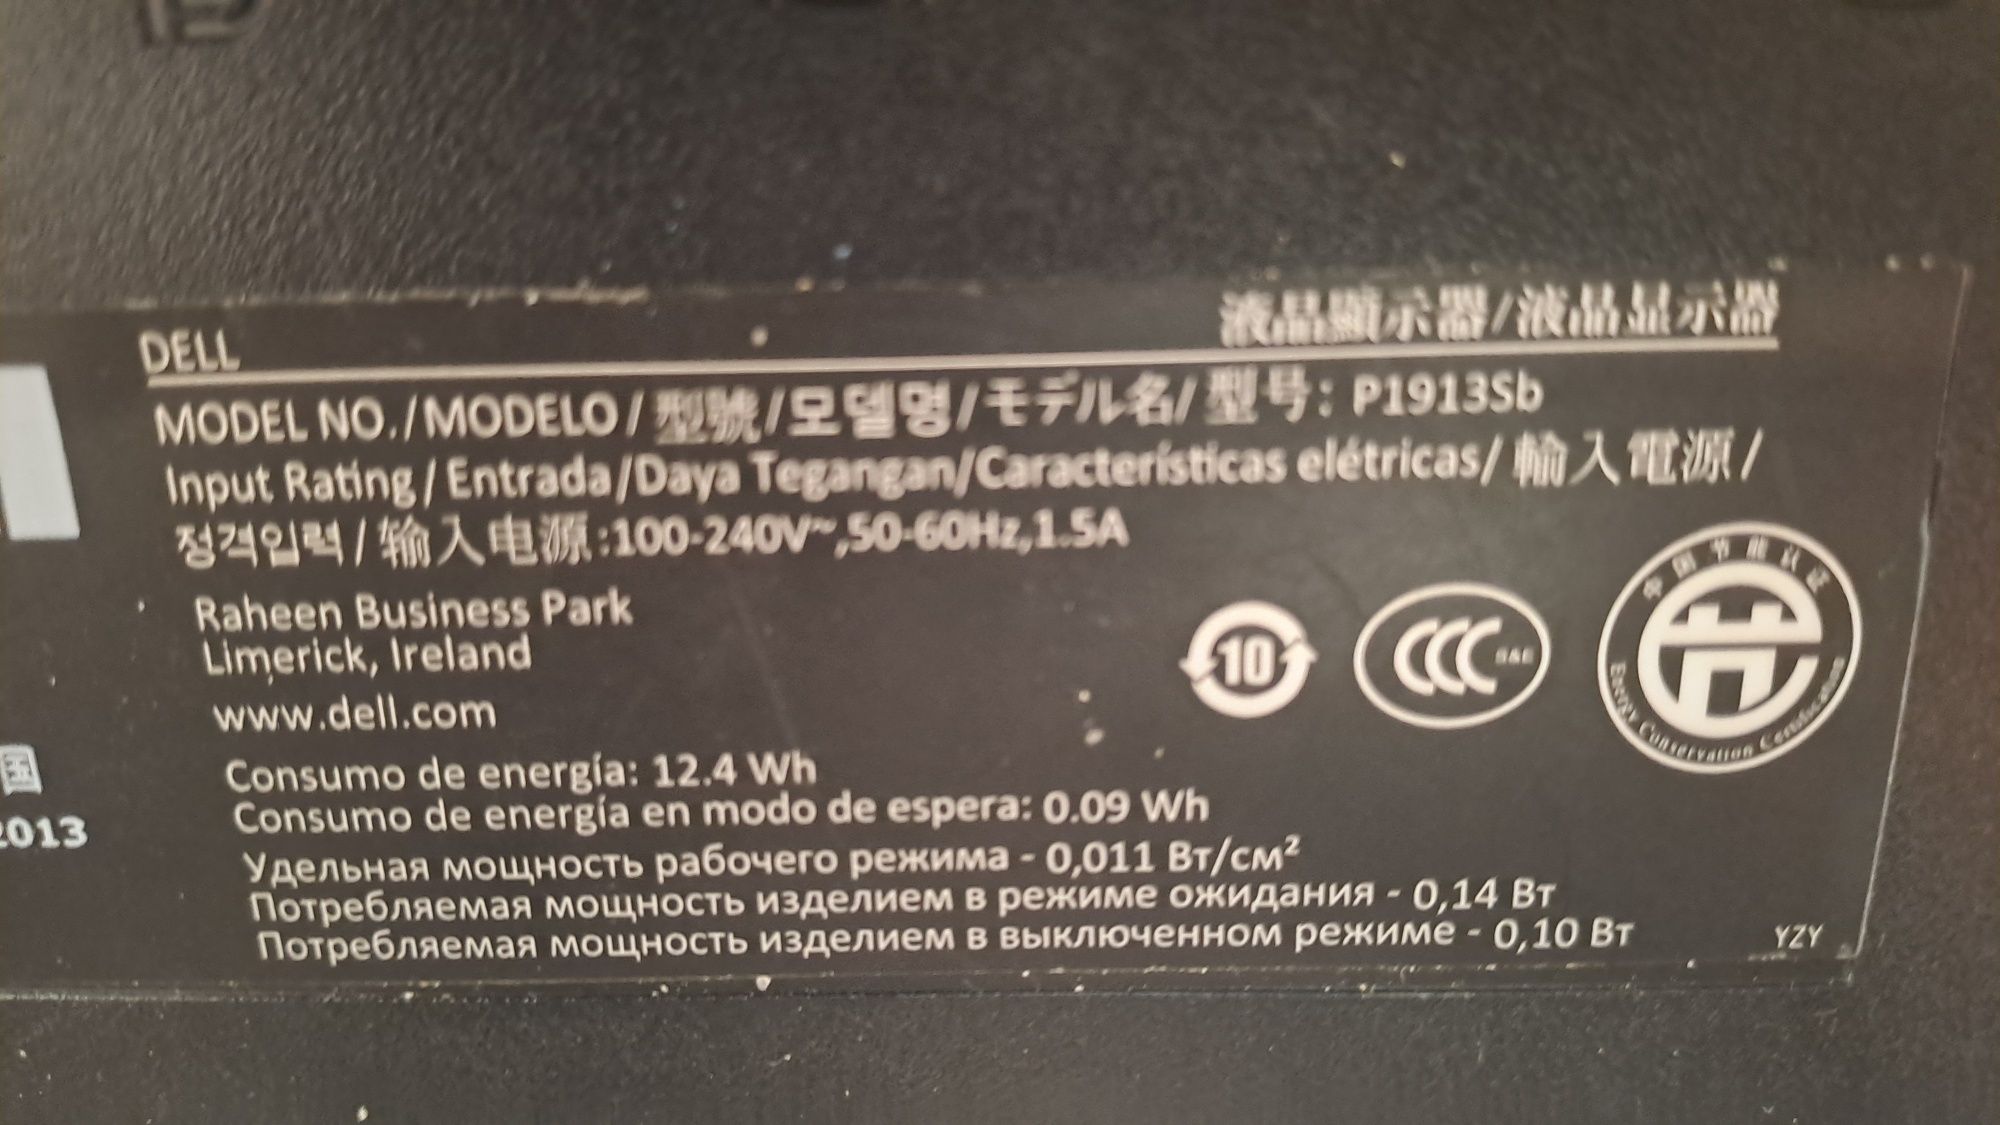 DELL
液晶顯示器/液晶显示器
MODEL NO./MODELO/型號/모델명/モデル名/型号: P1913Sb
Input Rating/Entrada/Daya Tegangan/Características elétricas/輸入電源/
정격입력/输入电源:100-240V~,50-60Hz,1.5A
Raheen Business Park
Limerick, Ireland
www.dell.com
10
CCC S&E
中国节能认证
Energy Conservation Certification
Consumo de energía: 12.4 Wh
Consumo de energía en modo de espera: 0.09 Wh
2013
Удельная мощность рабочего режима - 0,011 Вт/см²
Потребляемая мощность изделием в режиме ожидания - 0,14 Вт
Потребляемая мощность изделием в выключенном режиме - 0,10 Вт
YZY